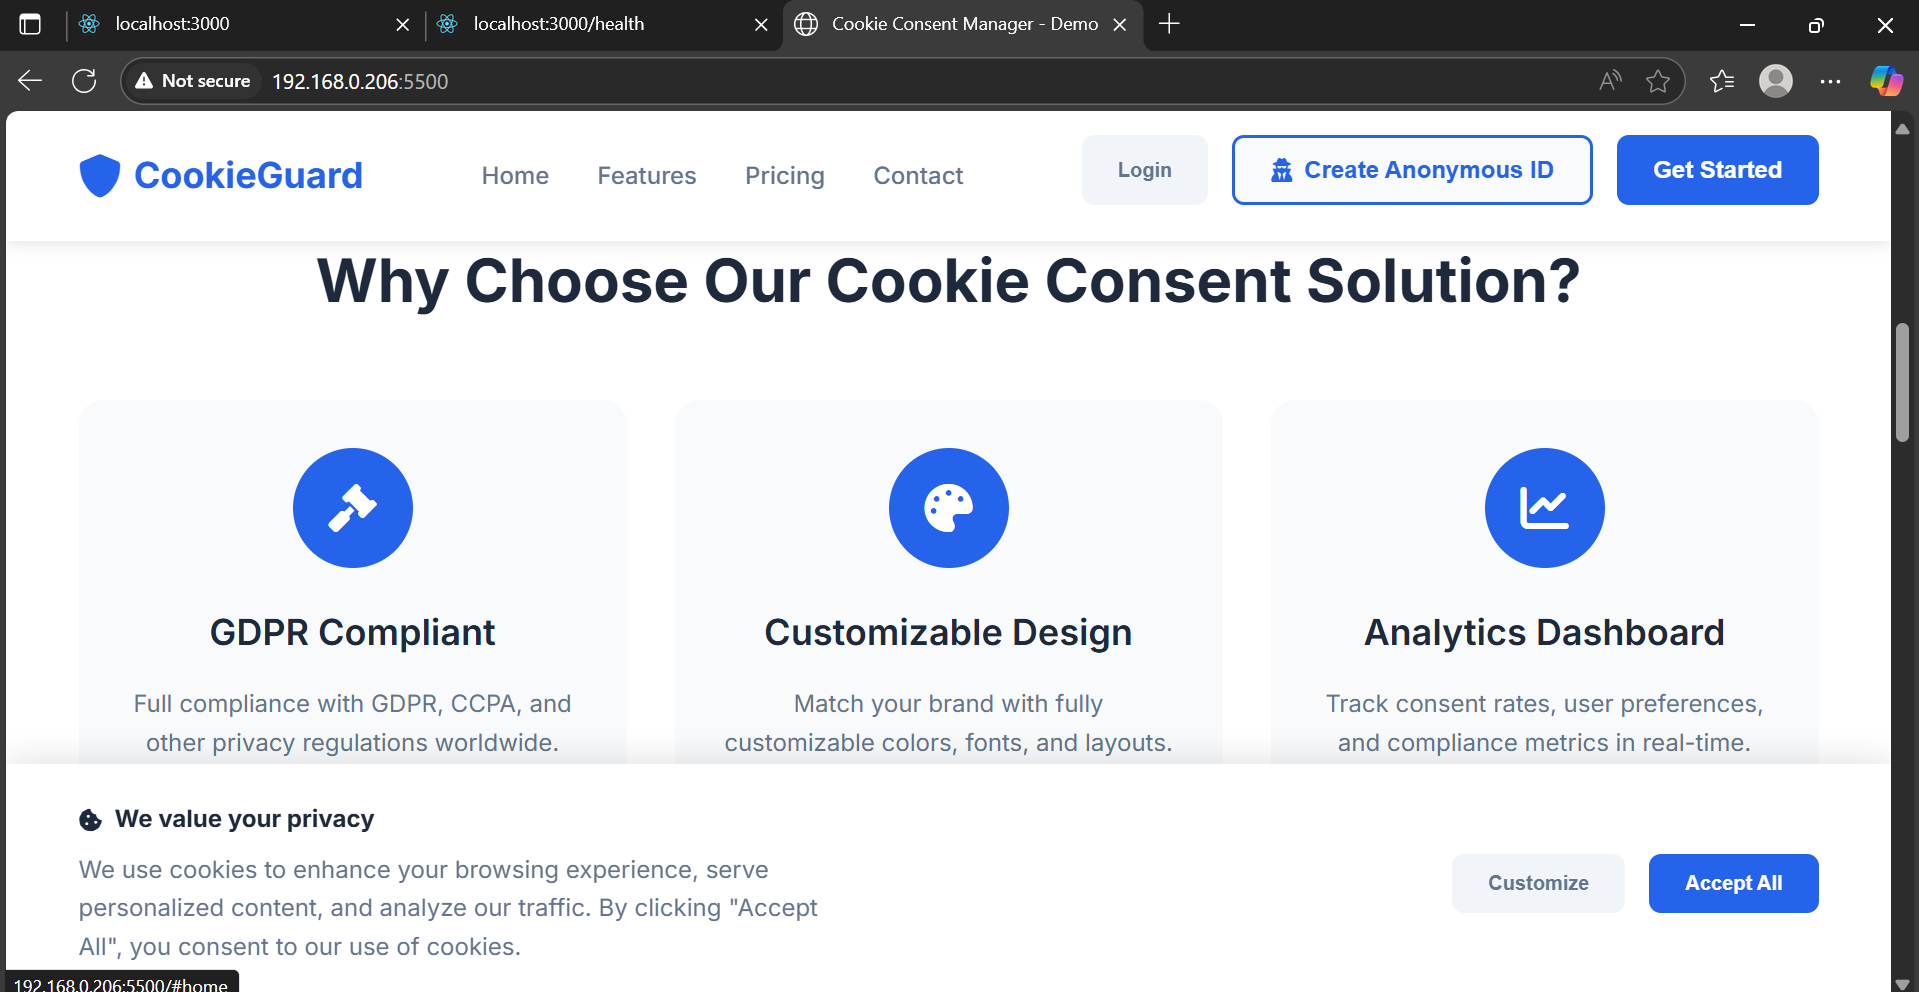 localhost:3000
localhost:3000/health
Cookie Consent Manager - Demo
Not secure
192.168.0.206:5500
CookieGuard
Home
Features
Pricing
Contact
Login
Create Anonymous ID
Get Started
Why Choose Our Cookie Consent Solution?
GDPR Compliant
Full compliance with GDPR, CCPA, and
other privacy regulations worldwide.
Customizable Design
Match your brand with fully
customizable colors, fonts, and layouts.
Analytics Dashboard
Track consent rates, user preferences,
and compliance metrics in real-time.
We value your privacy
We use cookies to enhance your browsing experience, serve
personalized content, and analyze our traffic. By clicking "Accept
All", you consent to our use of cookies.
Customize
Accept All
192.168.0.206:5500/#home